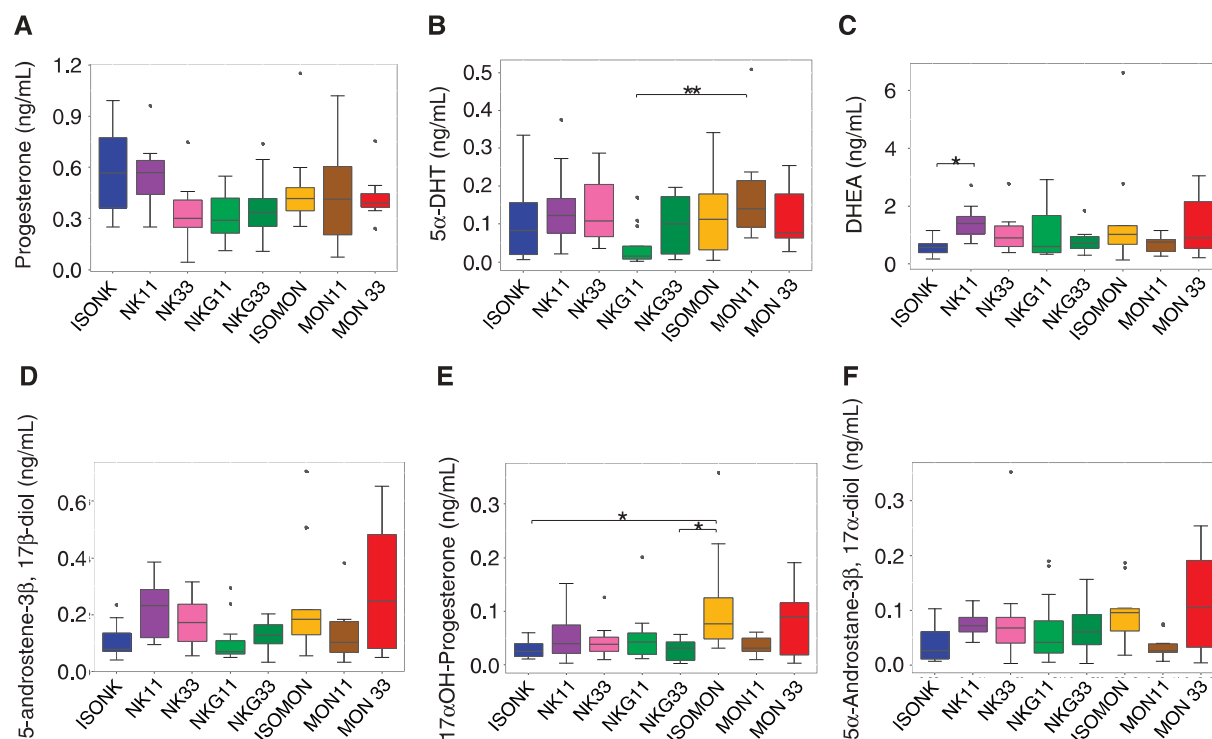 A
B
C
Progesterone (ng/mL)
1.2
0.9
0.6
0.3
0.0
ISONK
NK11
NK33
NKG11
NKG33
ISOMON
MON11
MON 33
5α-DHT (ng/mL)
0.5
0.4
0.3
0.2
0.1
0.0
**
ISONK
NK11
NK33
NKG11
NKG33
ISOMON
MON11
MON 33
DHEA (ng/mL)
6
4
2
0
*
ISONK
NK11
NK33
NKG11
NKG33
ISOMON
MON11
MON 33
D
E
F
5-androstene-3β, 17β-diol (ng/mL)
0.6
0.4
0.2
0.0
ISONK
NK11
NK33
NKG11
NKG33
ISOMON
MON11
MON 33
17αOH-Progesterone (ng/mL)
0.3
0.2
0.1
0.0
*
*
ISONK
NK11
NK33
NKG11
NKG33
ISOMON
MON11
MON 33
5α-Androstane-3β, 17α-diol (ng/mL)
0.3
0.2
0.1
0.0
ISONK
NK11
NK33
NKG11
NKG33
ISOMON
MON11
MON 33